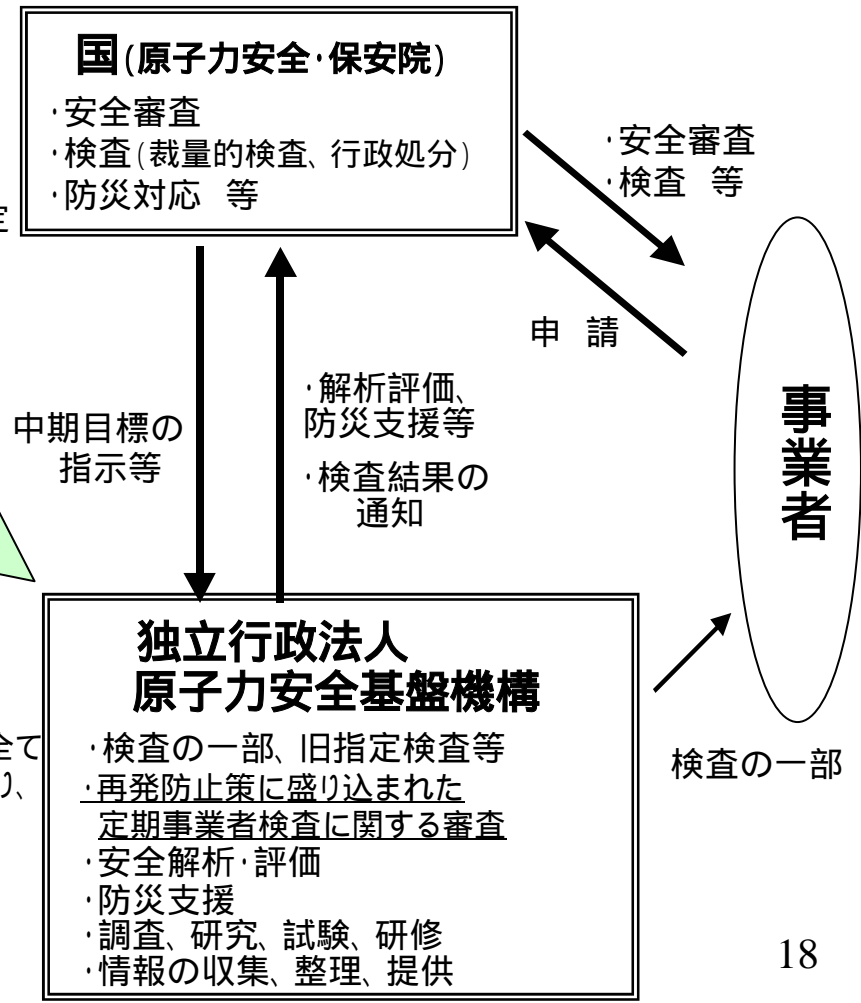 国(原子力安全・保安院)
・安全審査
・検査(裁量的検査、行政処分)
・防災対応 等
定
・安全審査
・検査 等
申 請
中期目標の
指示等
・解析評価、
防災支援等
・検査結果の
通知
事業者
独立行政法人
原子力安全基盤機構
・検査の一部、旧指定検査等
・再発防止策に盛り込まれた
定期事業者検査に関する審査
・安全解析・評価
・防災支援
・調査、研究、試験、研修
・情報の収集、整理、提供
全て
り、
検査の一部
18